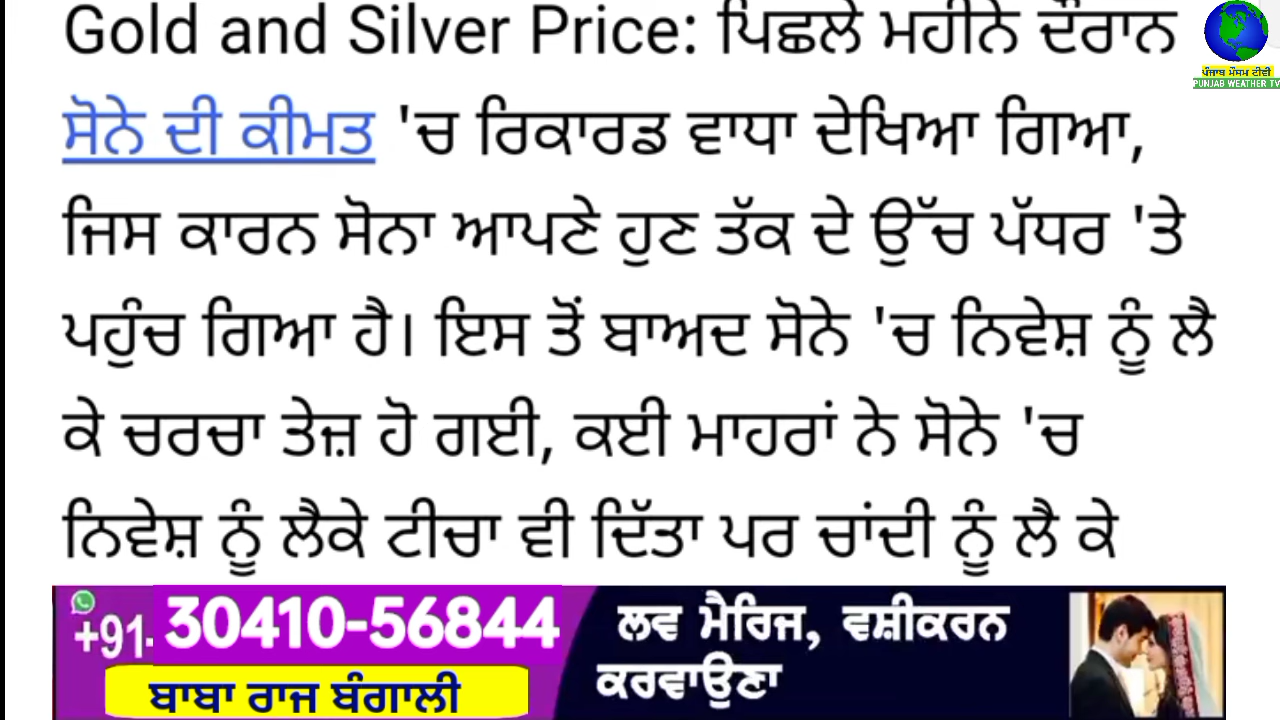 Gold and Silver Price: ਪਿਛਲੇ ਮਹੀਨੇ ਦੌਰਾਨ
ਸੋਨੇ ਦੀ ਕੀਮਤ 'ਚ ਰਿਕਾਰਡ ਵਾਧਾ ਦੇਖਿਆ ਗਿਆ,
ਜਿਸ ਕਾਰਨ ਸੋਨਾ ਆਪਣੇ ਹੁਣ ਤੱਕ ਦੇ ਉੱਚ ਪੱਧਰ 'ਤੇ
ਪਹੁੰਚ ਗਿਆ ਹੈ। ਇਸ ਤੋਂ ਬਾਅਦ ਸੋਨੇ 'ਚ ਨਿਵੇਸ਼ ਨੂੰ ਲੈ
ਕੇ ਚਰਚਾ ਤੇਜ਼ ਹੋ ਗਈ, ਕਈ ਮਾਹਰਾਂ ਨੇ ਸੋਨੇ 'ਚ
ਨਿਵੇਸ਼ ਨੂੰ ਲੈਕੇ ਟੀਚਾ ਵੀ ਦਿੱਤਾ ਪਰ ਚਾਂਦੀ ਨੂੰ ਲੈ ਕੇ
ਪੰਜਾਬ ਮੌਸਮ ਟੀਵੀ
PUNJAB WEATHER TV
+91. 30410-56844
ਬਾਬਾ ਰਾਜ ਬੰਗਾਲੀ
ਲਵ ਮੈਰਿਜ, ਵਸ਼ੀਕਰਨ
ਕਰਵਾਉਣਾ